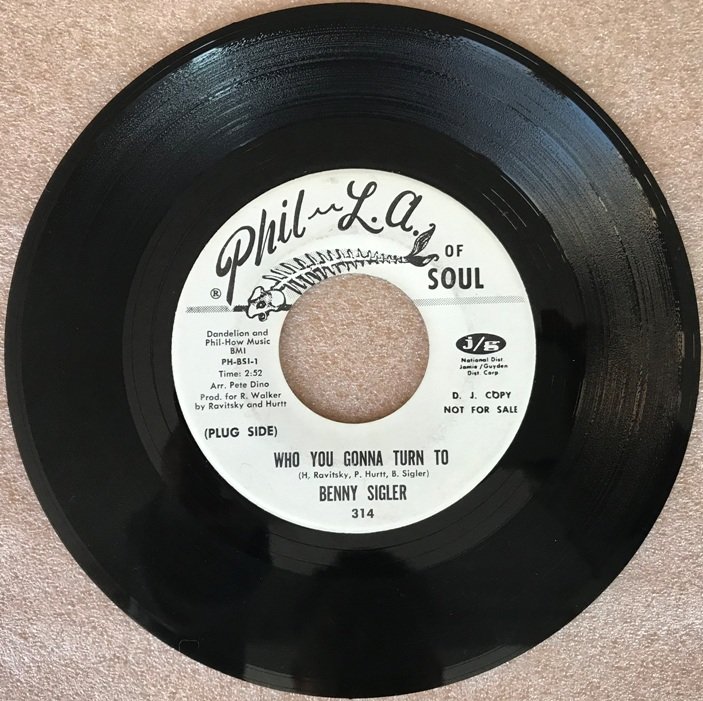 Phil-L.A.
OF
SOUL
®
Dandelion and
Phil-How Music
BMI
PH-BSI-1
Time: 2:52
Arr. Pete Dino
Prod. for R. Walker
by Ravitsky and Hurtt
j/g
National Dist.
Jamie/Guyden
Dist. Corp
D. J. COPY
NOT FOR SALE
(PLUG SIDE)
WHO YOU GONNA TURN TO
(H, Ravitsky, P. Hurtt, B. Sigler)
BENNY SIGLER
314